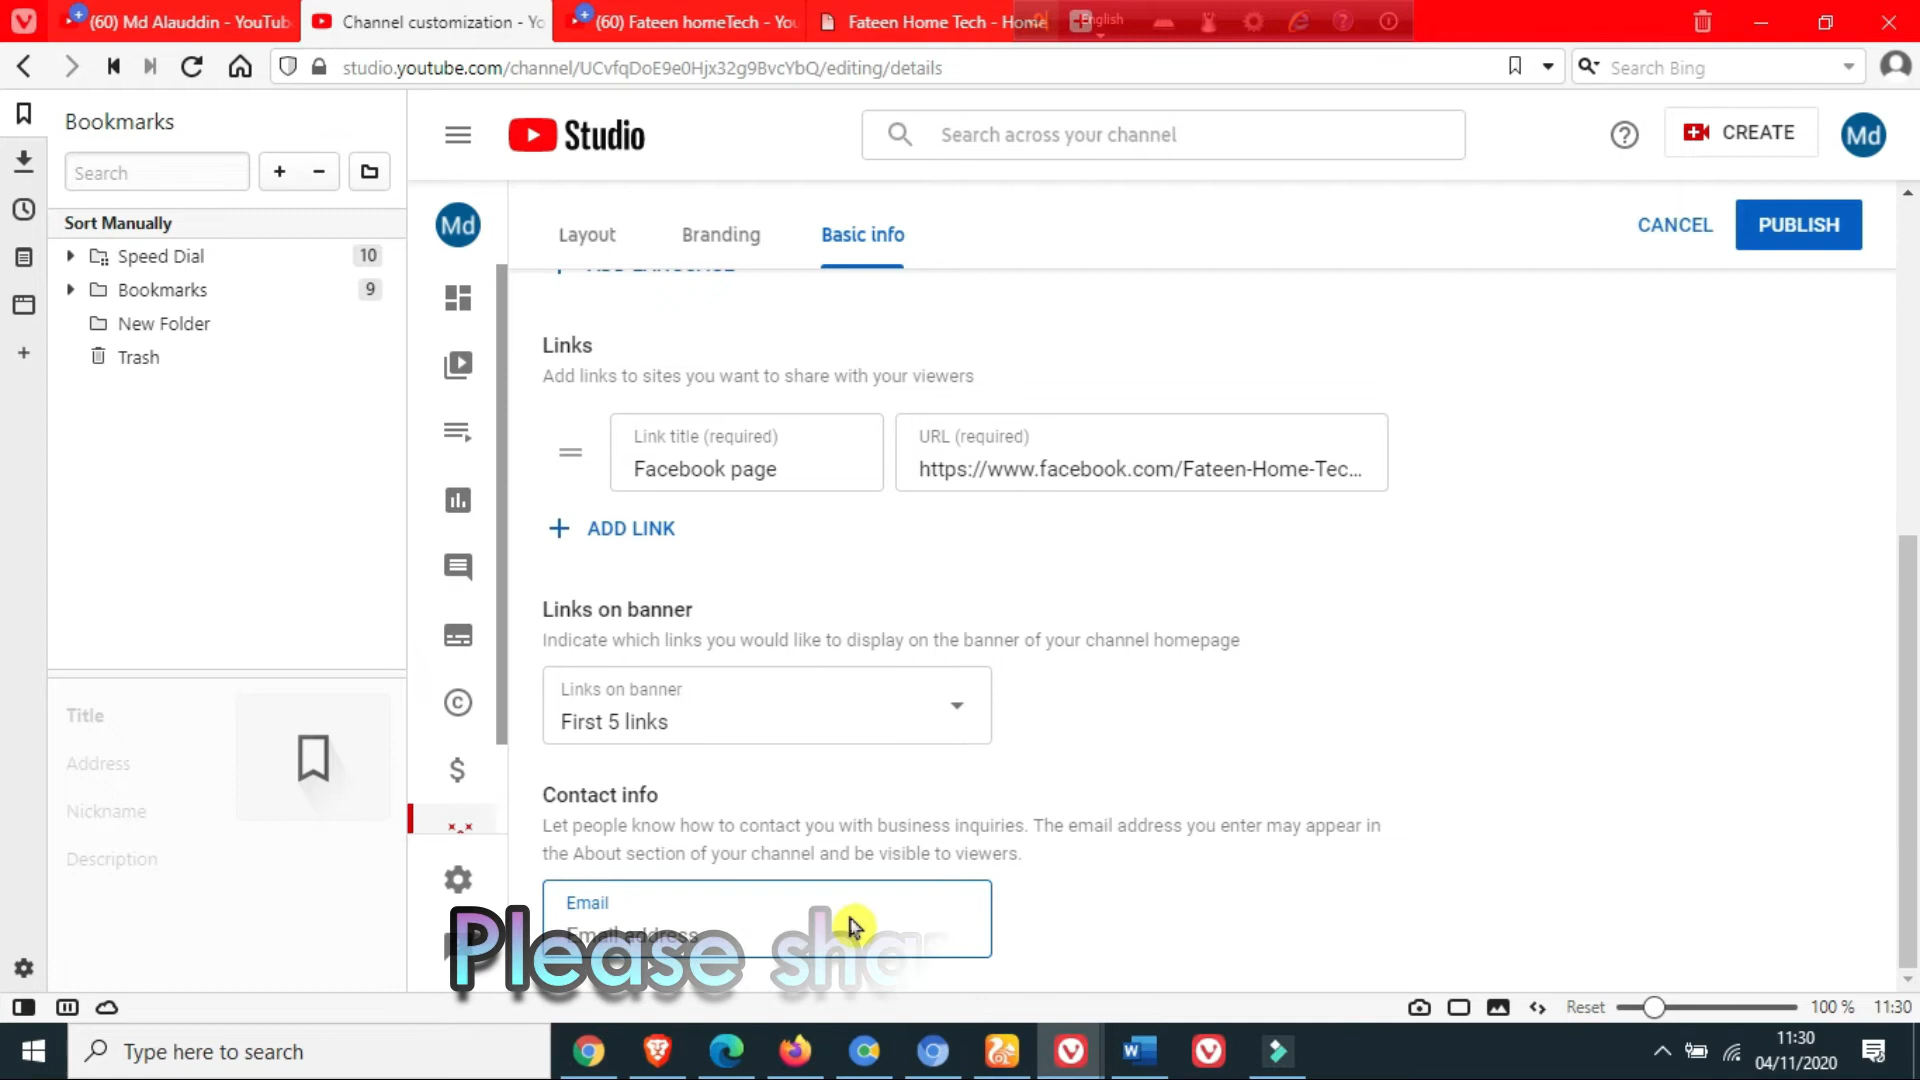 (60) Md Alauddin - YouTub
Channel customization - Yo
(60) Fateen homeTech - You
Fateen Home Tech - Home
English
studio.youtube.com/channel/UCvfqDoE9e0Hjx32g9BvcYbQ/editing/details
Search Bing
Bookmarks
Search
Sort Manually
Speed Dial 10
Bookmarks 9
New Folder
Trash
Title
Address
Nickname
Description
Studio
Search across your channel
CREATE
Md
Md
Layout
Branding
Basic info
CANCEL
PUBLISH
ADD LANGUAGE
Links
Add links to sites you want to share with your viewers
Link title (required)
Facebook page
URL (required)
https://www.facebook.com/Fateen-Home-Tec...
ADD LINK
Links on banner
Indicate which links you would like to display on the banner of your channel homepage
Links on banner
First 5 links
Contact info
Let people know how to contact you with business inquiries. The email address you enter may appear in
the About section of your channel and be visible to viewers.
Email
Email address
Please sha
Reset
100 %
11:30
Type here to search
11:30
04/11/2020